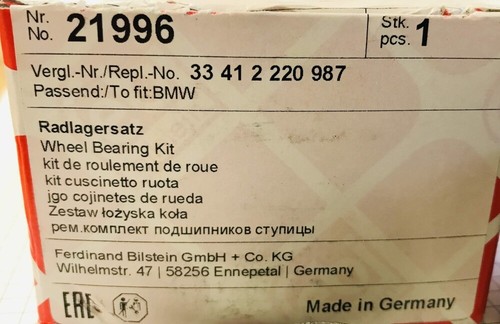 Nr.
No. 21996
Stk.
pcs. 1
Vergl.-Nr./Repl.-No. 33 41 2 220 987
Passend:/To fit:BMW
Radlagersatz
Wheel Bearing Kit
kit de roulement de roue
kit cuscinetto ruota
jgo cojinetes de rueda
Zestaw łożyska koła
рем.комплект подшипников ступицы
Ferdinand Bilstein GmbH + Co. KG
Wilhelmstr. 47 | 58256 Ennepetal | Germany
EAC
Made in Germany